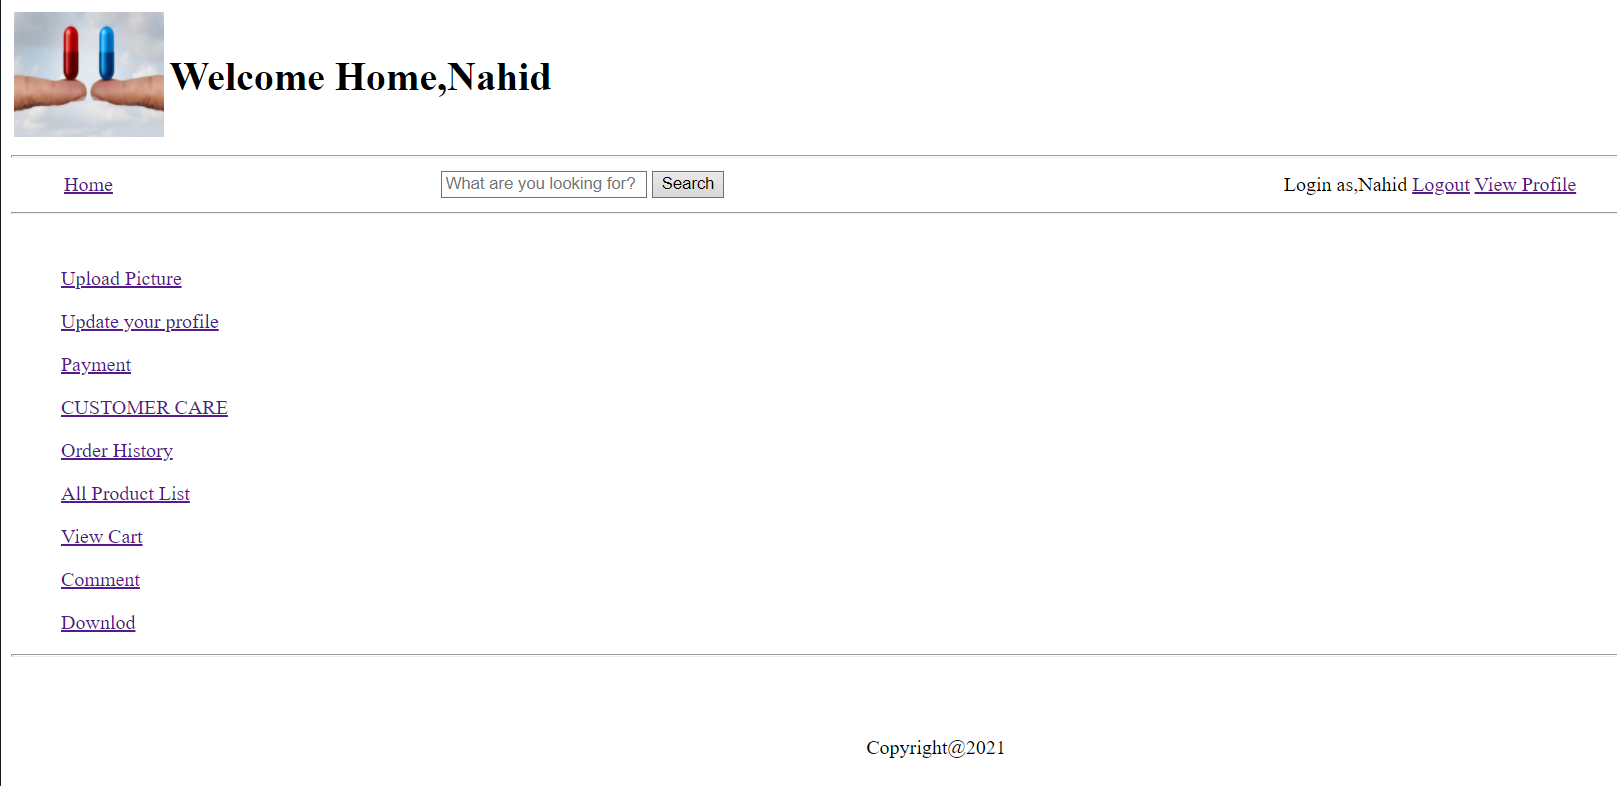 Welcome Home,Nahid
Home What are you looking for? Search Login as,Nahid Logout View Profile
Upload Picture
Update your profile
Payment
CUSTOMER CARE
Order History
All Product List
View Cart
Comment
Downlod
Copyright@2021